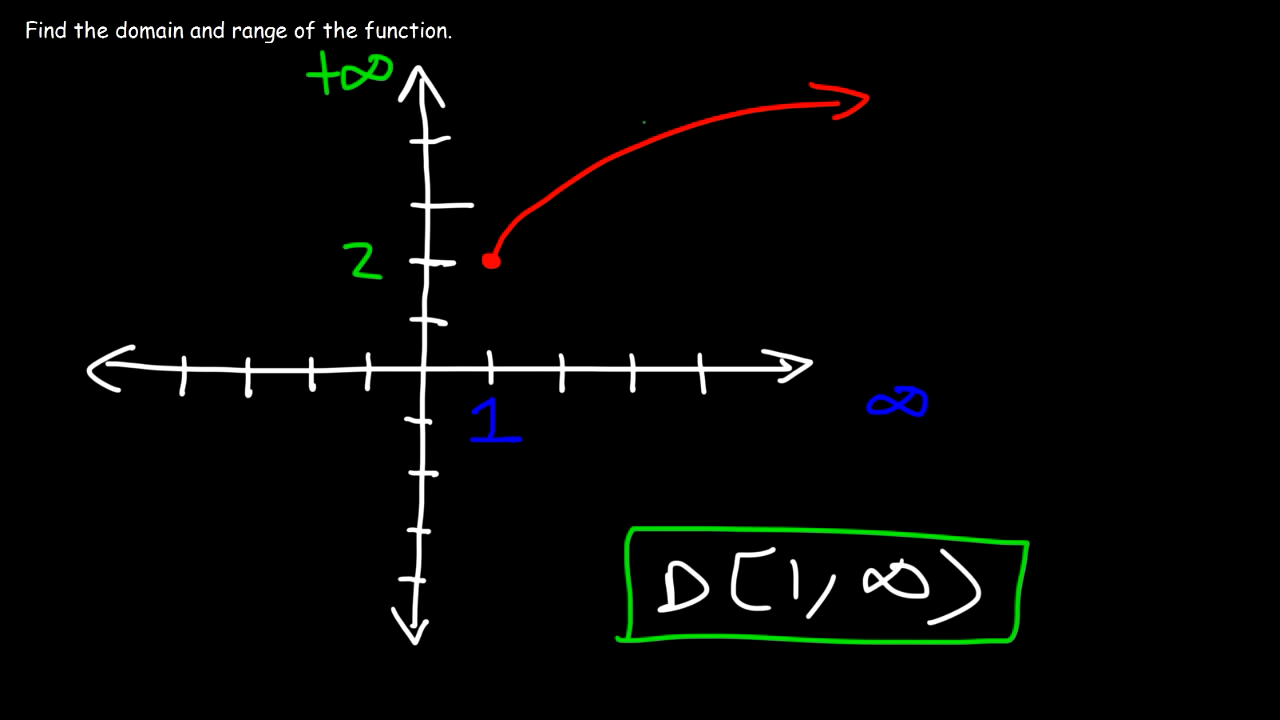 Find the domain and range of the function.
+∞
2
1
∞
D [1, ∞)